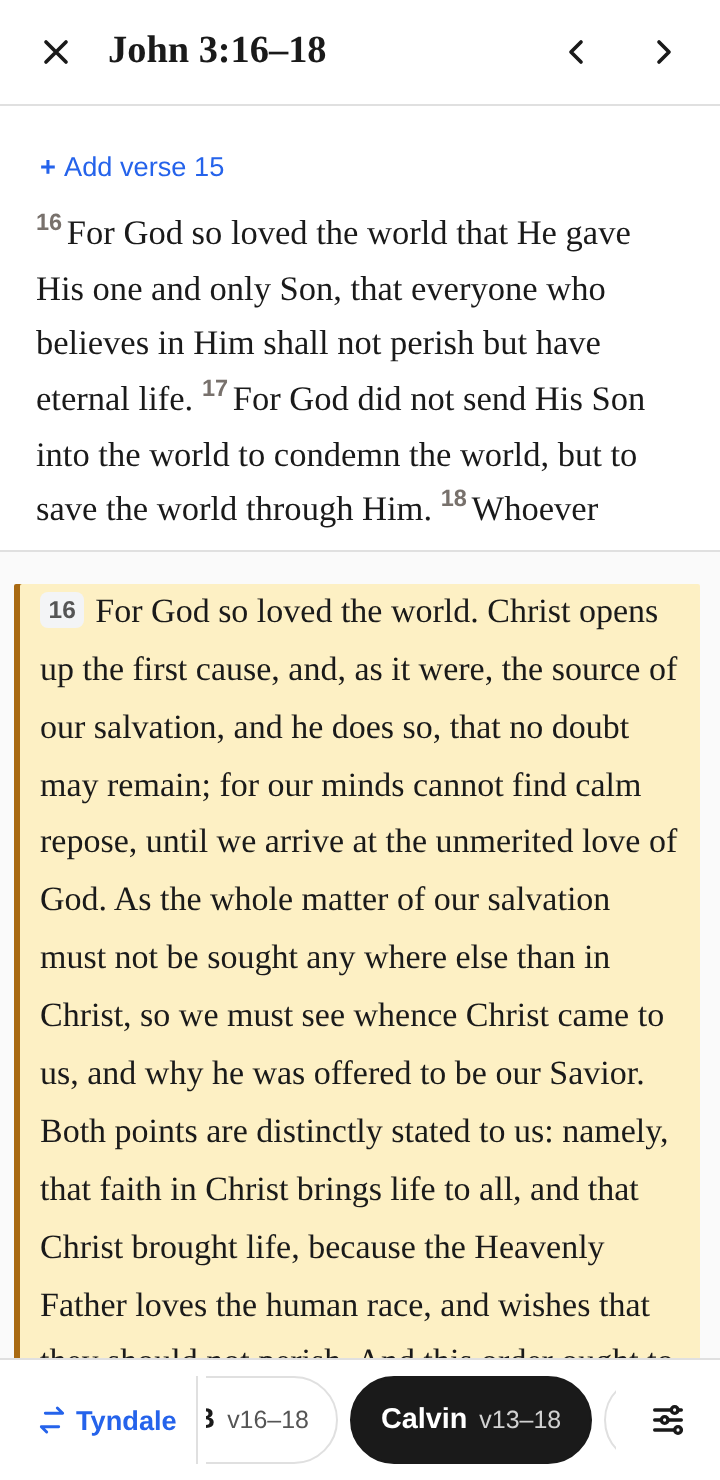 John 3:16–18
+ Add verse 15
16 For God so loved the world that He gave
His one and only Son, that everyone who
believes in Him shall not perish but have
eternal life. 17 For God did not send His Son
into the world to condemn the world, but to
save the world through Him. 18 Whoever
16 For God so loved the world. Christ opens
up the first cause, and, as it were, the source of
our salvation, and he does so, that no doubt
may remain; for our minds cannot find calm
repose, until we arrive at the unmerited love of
God. As the whole matter of our salvation
must not be sought any where else than in
Christ, so we must see whence Christ came to
us, and why he was offered to be our Savior.
Both points are distinctly stated to us: namely,
that faith in Christ brings life to all, and that
Christ brought life, because the Heavenly
Father loves the human race, and wishes that
they should not perish. And this order ought to
Tyndale v16–18 Calvin v13–18